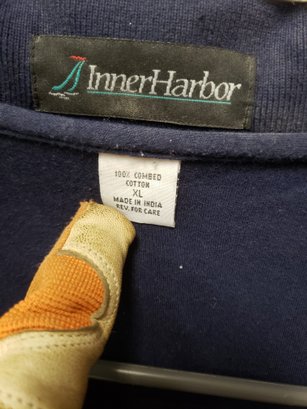 InnerHarbor
100% COMBED
COTTON
XL
MADE IN INDIA
REV. FOR CARE